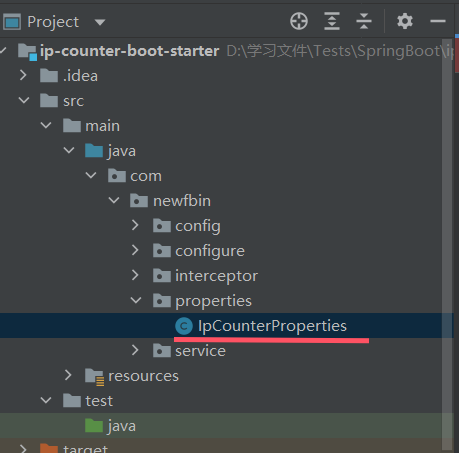 Project
ip-counter-boot-starter D:\学习文件\Tests\SpringBoot\ip
.idea
src
main
java
com
newfbin
config
configure
interceptor
properties
C IpCounterProperties
service
resources
test
java
target